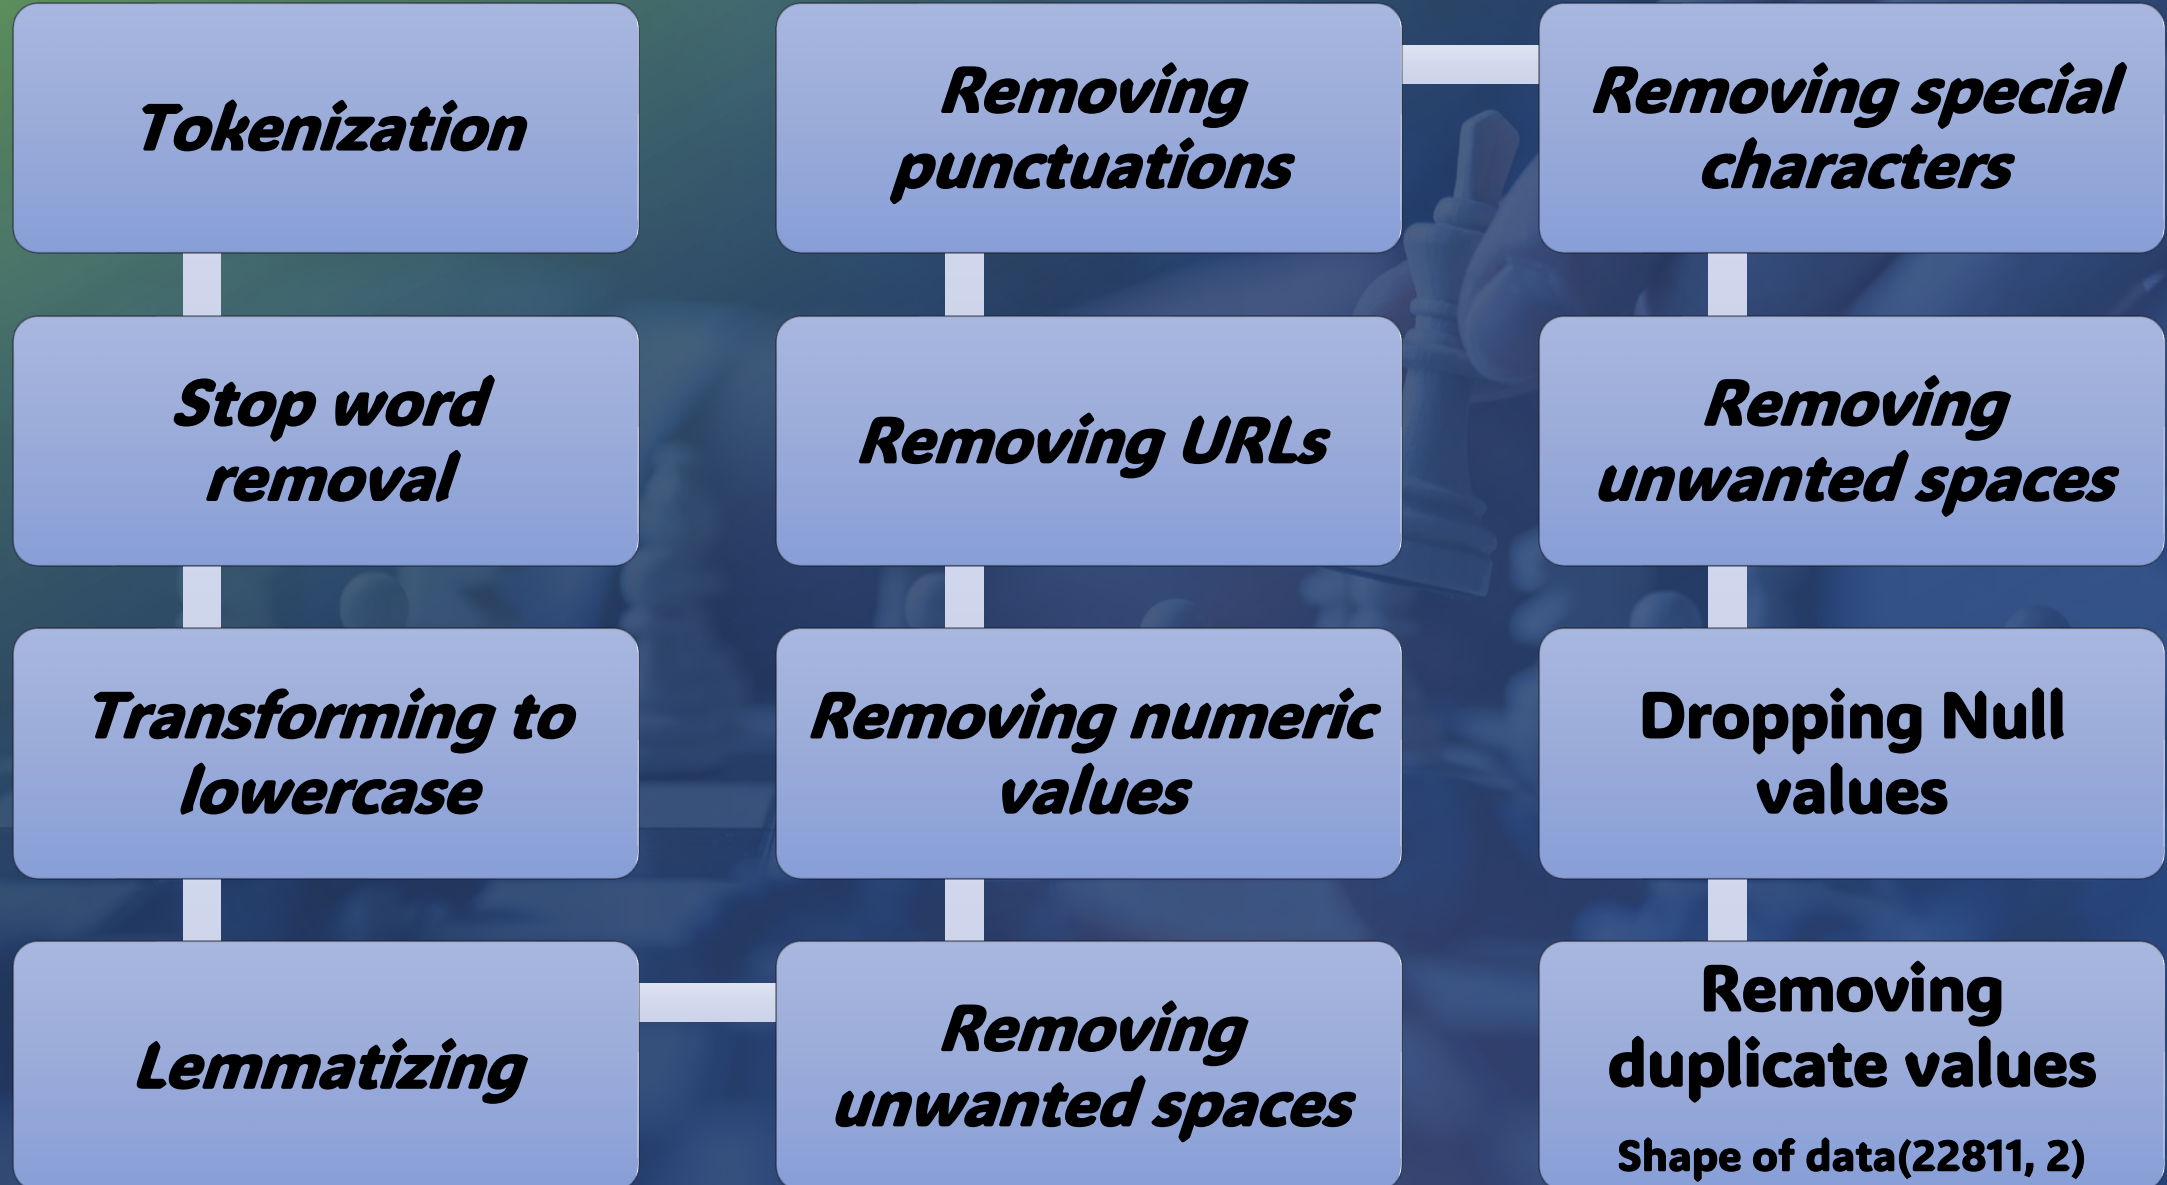 Tokenization
Stop word
removal
Transforming to
lowercase
Lemmatizing
Removing
unwanted spaces
Removing numeric
values
Removing URLs
Removing
punctuations
Removing special
characters
Removing
unwanted spaces
Dropping Null
values
Removing
duplicate values
Shape of data(22811, 2)